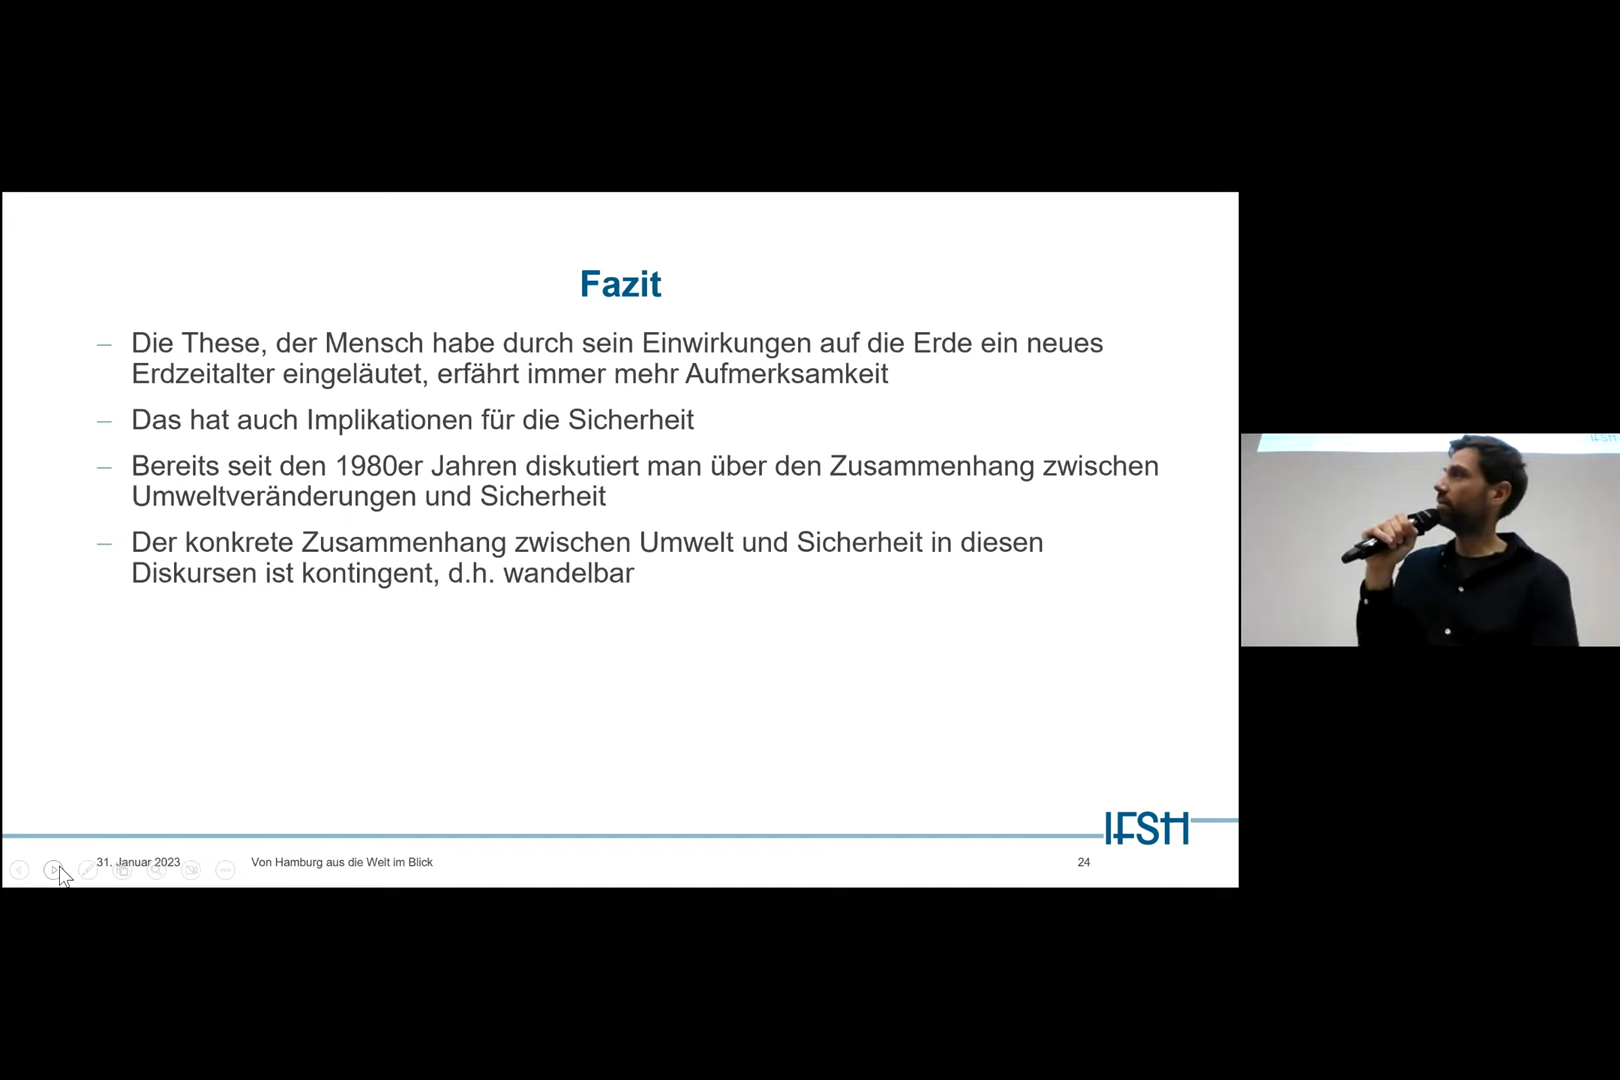 Fazit
– Die These, der Mensch habe durch sein Einwirkungen auf die Erde ein neues
Erdzeitalter eingeläutet, erfährt immer mehr Aufmerksamkeit
– Das hat auch Implikationen für die Sicherheit
– Bereits seit den 1980er Jahren diskutiert man über den Zusammenhang zwischen
Umweltveränderungen und Sicherheit
– Der konkrete Zusammenhang zwischen Umwelt und Sicherheit in diesen
Diskursen ist kontingent, d.h. wandelbar
IFSH
IFSH
31. Januar 2023 Von Hamburg aus die Welt im Blick 24